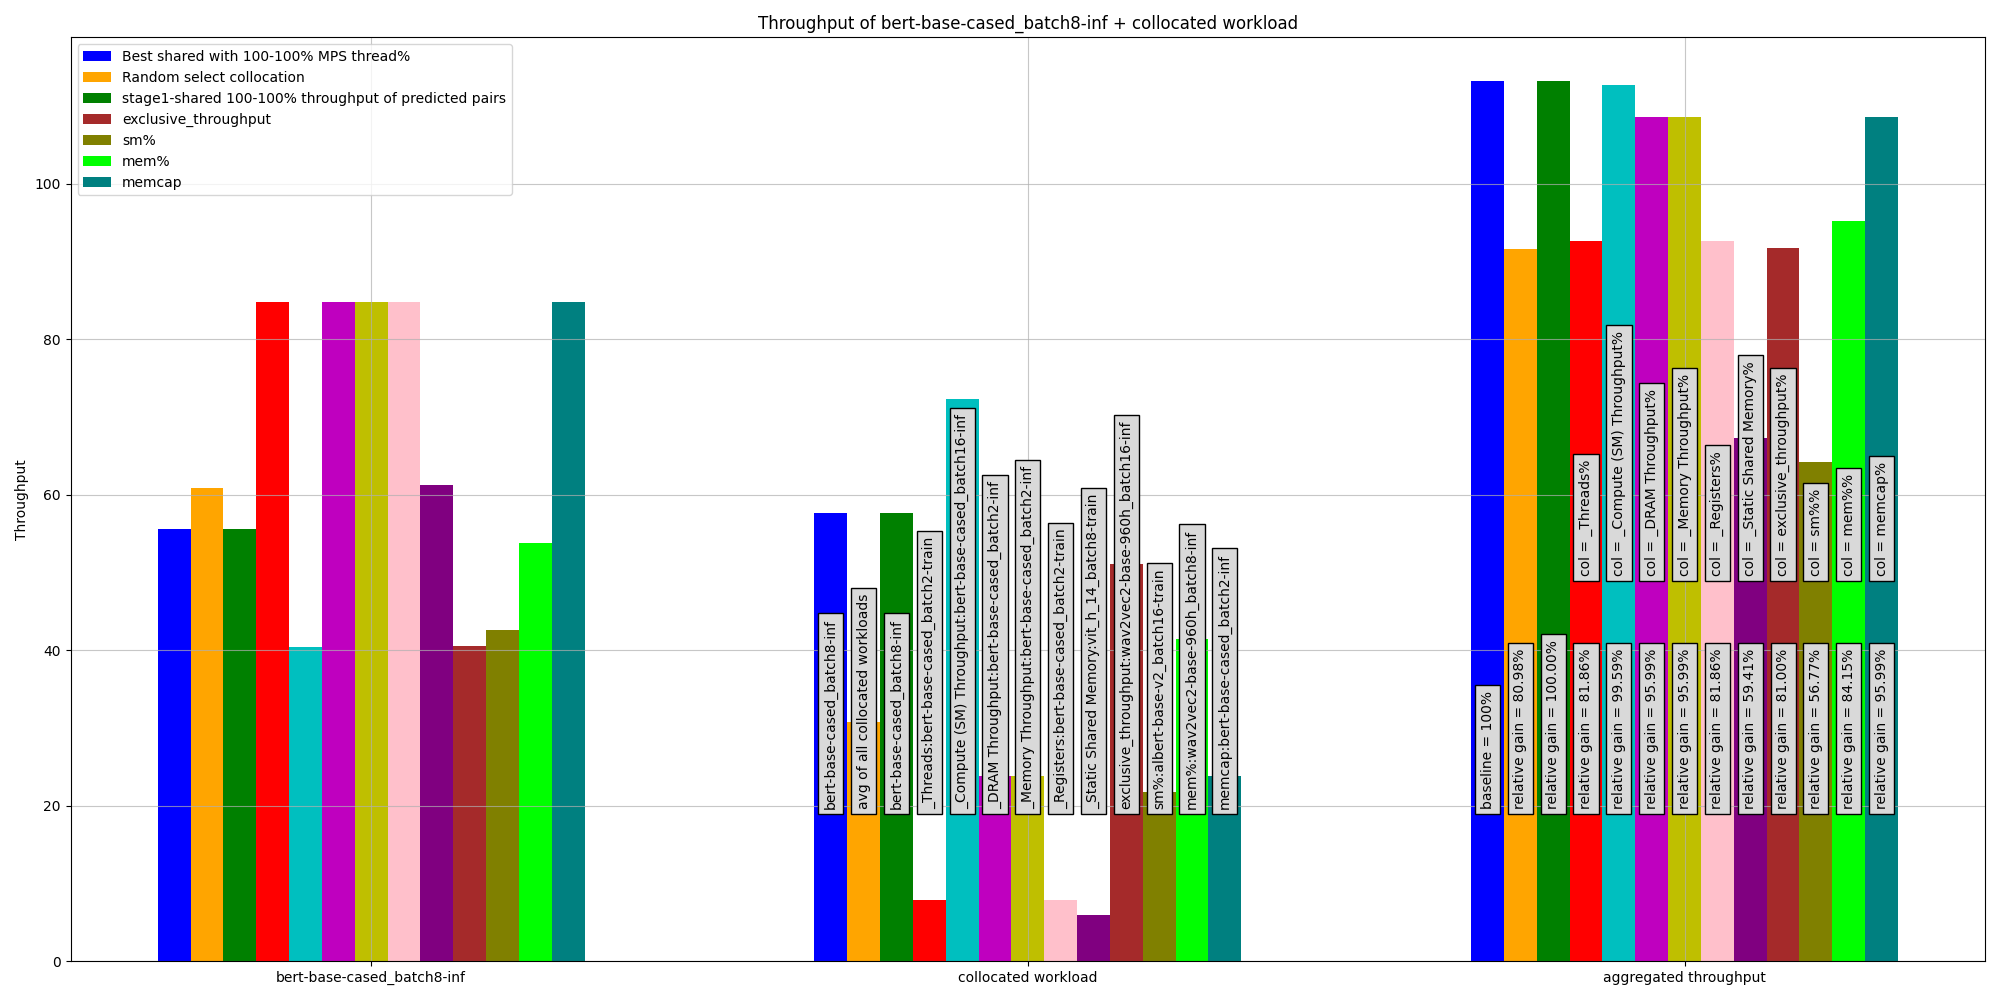 Throughput of bert-base-cased_batch8-inf + collocated workload
Best shared with 100-100% MPS thread%
Random select collocation
stage1-shared 100-100% throughput of predicted pairs
exclusive_throughput
sm%
mem%
memcap
Throughput
100
80
60
40
20
0
bert-base-cased_batch8-inf
avg of all collocated workloads
bert-base-cased_batch8-inf
_Threads:bert-base-cased_batch2-train
_Compute (SM) Throughput:bert-base-cased_batch16-inf
_DRAM Throughput:bert-base-cased_batch2-inf
_Memory Throughput:bert-base-cased_batch2-inf
_Registers:bert-base-cased_batch2-train
_Static Shared Memory:vit_h_14_batch8-train
exclusive_throughput:wav2vec2-base-960h_batch16-inf
sm%:albert-base-v2_batch16-train
mem%:wav2vec2-base-960h_batch8-inf
memcap:bert-base-cased_batch2-inf
col = _Threads%
col = _Compute (SM) Throughput%
col = _DRAM Throughput%
col = _Memory Throughput%
col = _Registers%
col = _Static Shared Memory%
col = exclusive_throughput%
col = sm%%
col = mem%%
col = memcap%
baseline = 100%
relative gain = 80.98%
relative gain = 100.00%
relative gain = 81.86%
relative gain = 99.59%
relative gain = 95.99%
relative gain = 95.99%
relative gain = 81.86%
relative gain = 59.41%
relative gain = 81.00%
relative gain = 56.77%
relative gain = 84.15%
relative gain = 95.99%
bert-base-cased_batch8-inf
collocated workload
aggregated throughput